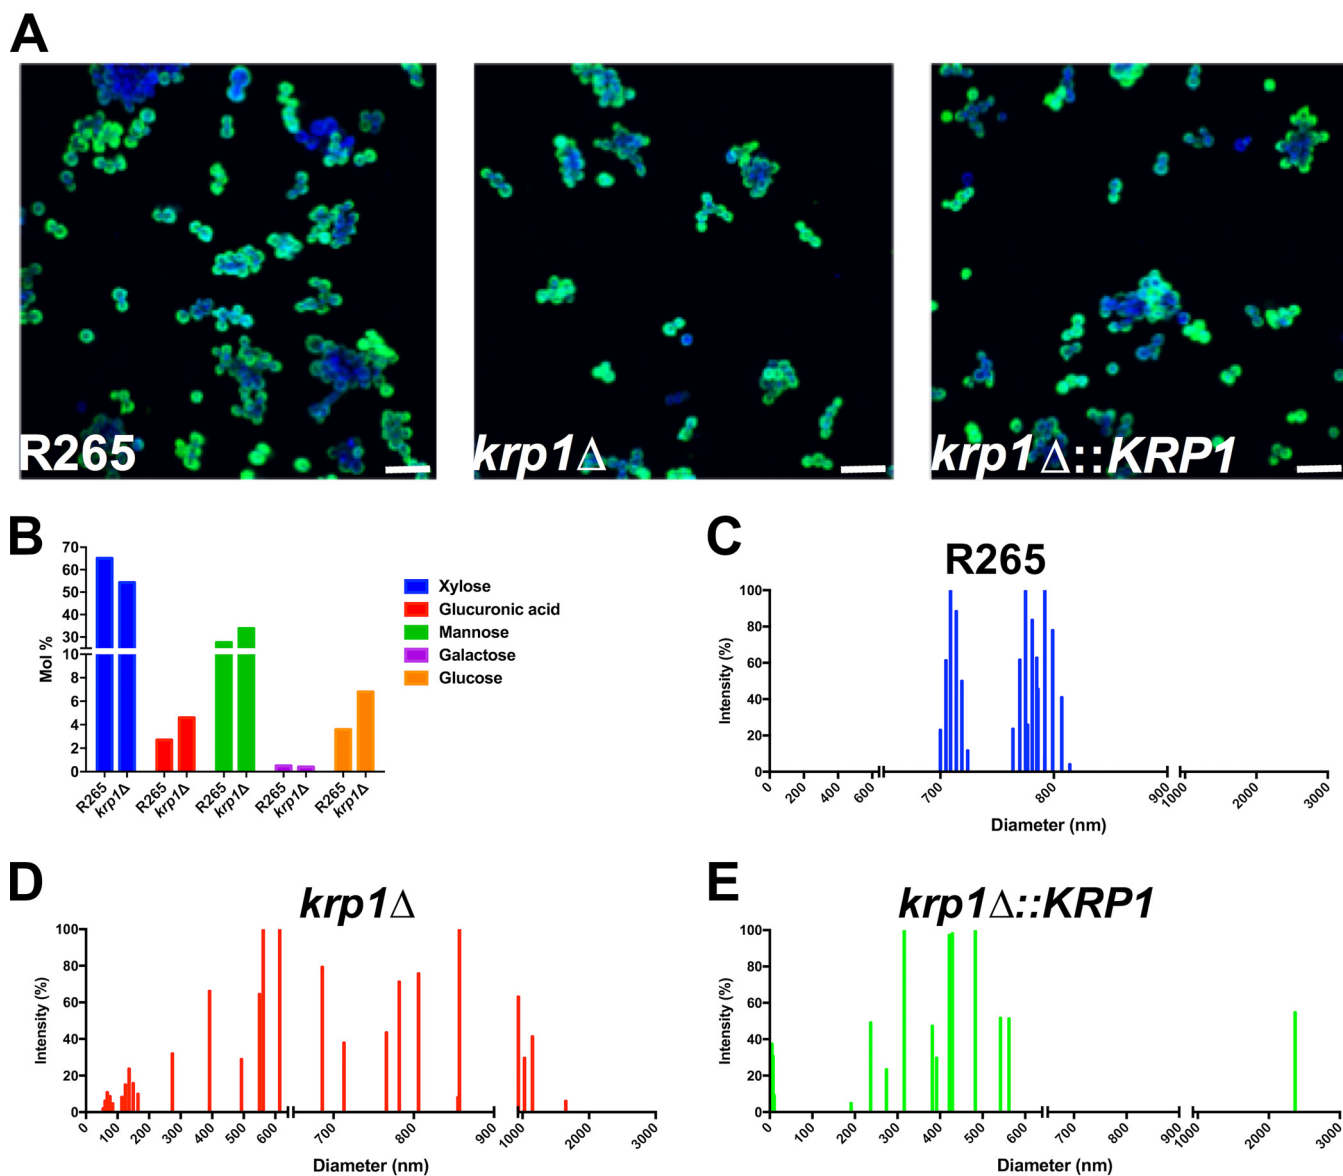 A
R265
krp1Δ
krp1Δ::KRP1
B
Mol %
70
60
50
40
30
10
8
6
4
2
0
R265
krp1Δ
R265
krp1Δ
R265
krp1Δ
R265
krp1Δ
R265
krp1Δ
Xylose
Glucuronic acid
Mannose
Galactose
Glucose
C
R265
Intensity (%)
100
80
60
40
20
0
0 200 400 600 700 800 900 1000 2000 3000
Diameter (nm)
D
krp1Δ
Intensity (%)
100
80
60
40
20
0
0 100 200 300 400 500 600 700 800 900 1000 2000 3000
Diameter (nm)
E
krp1Δ::KRP1
Intensity (%)
100
80
60
40
20
0
0 100 200 300 400 500 600 700 800 900 1000 2000 3000
Diameter (nm)